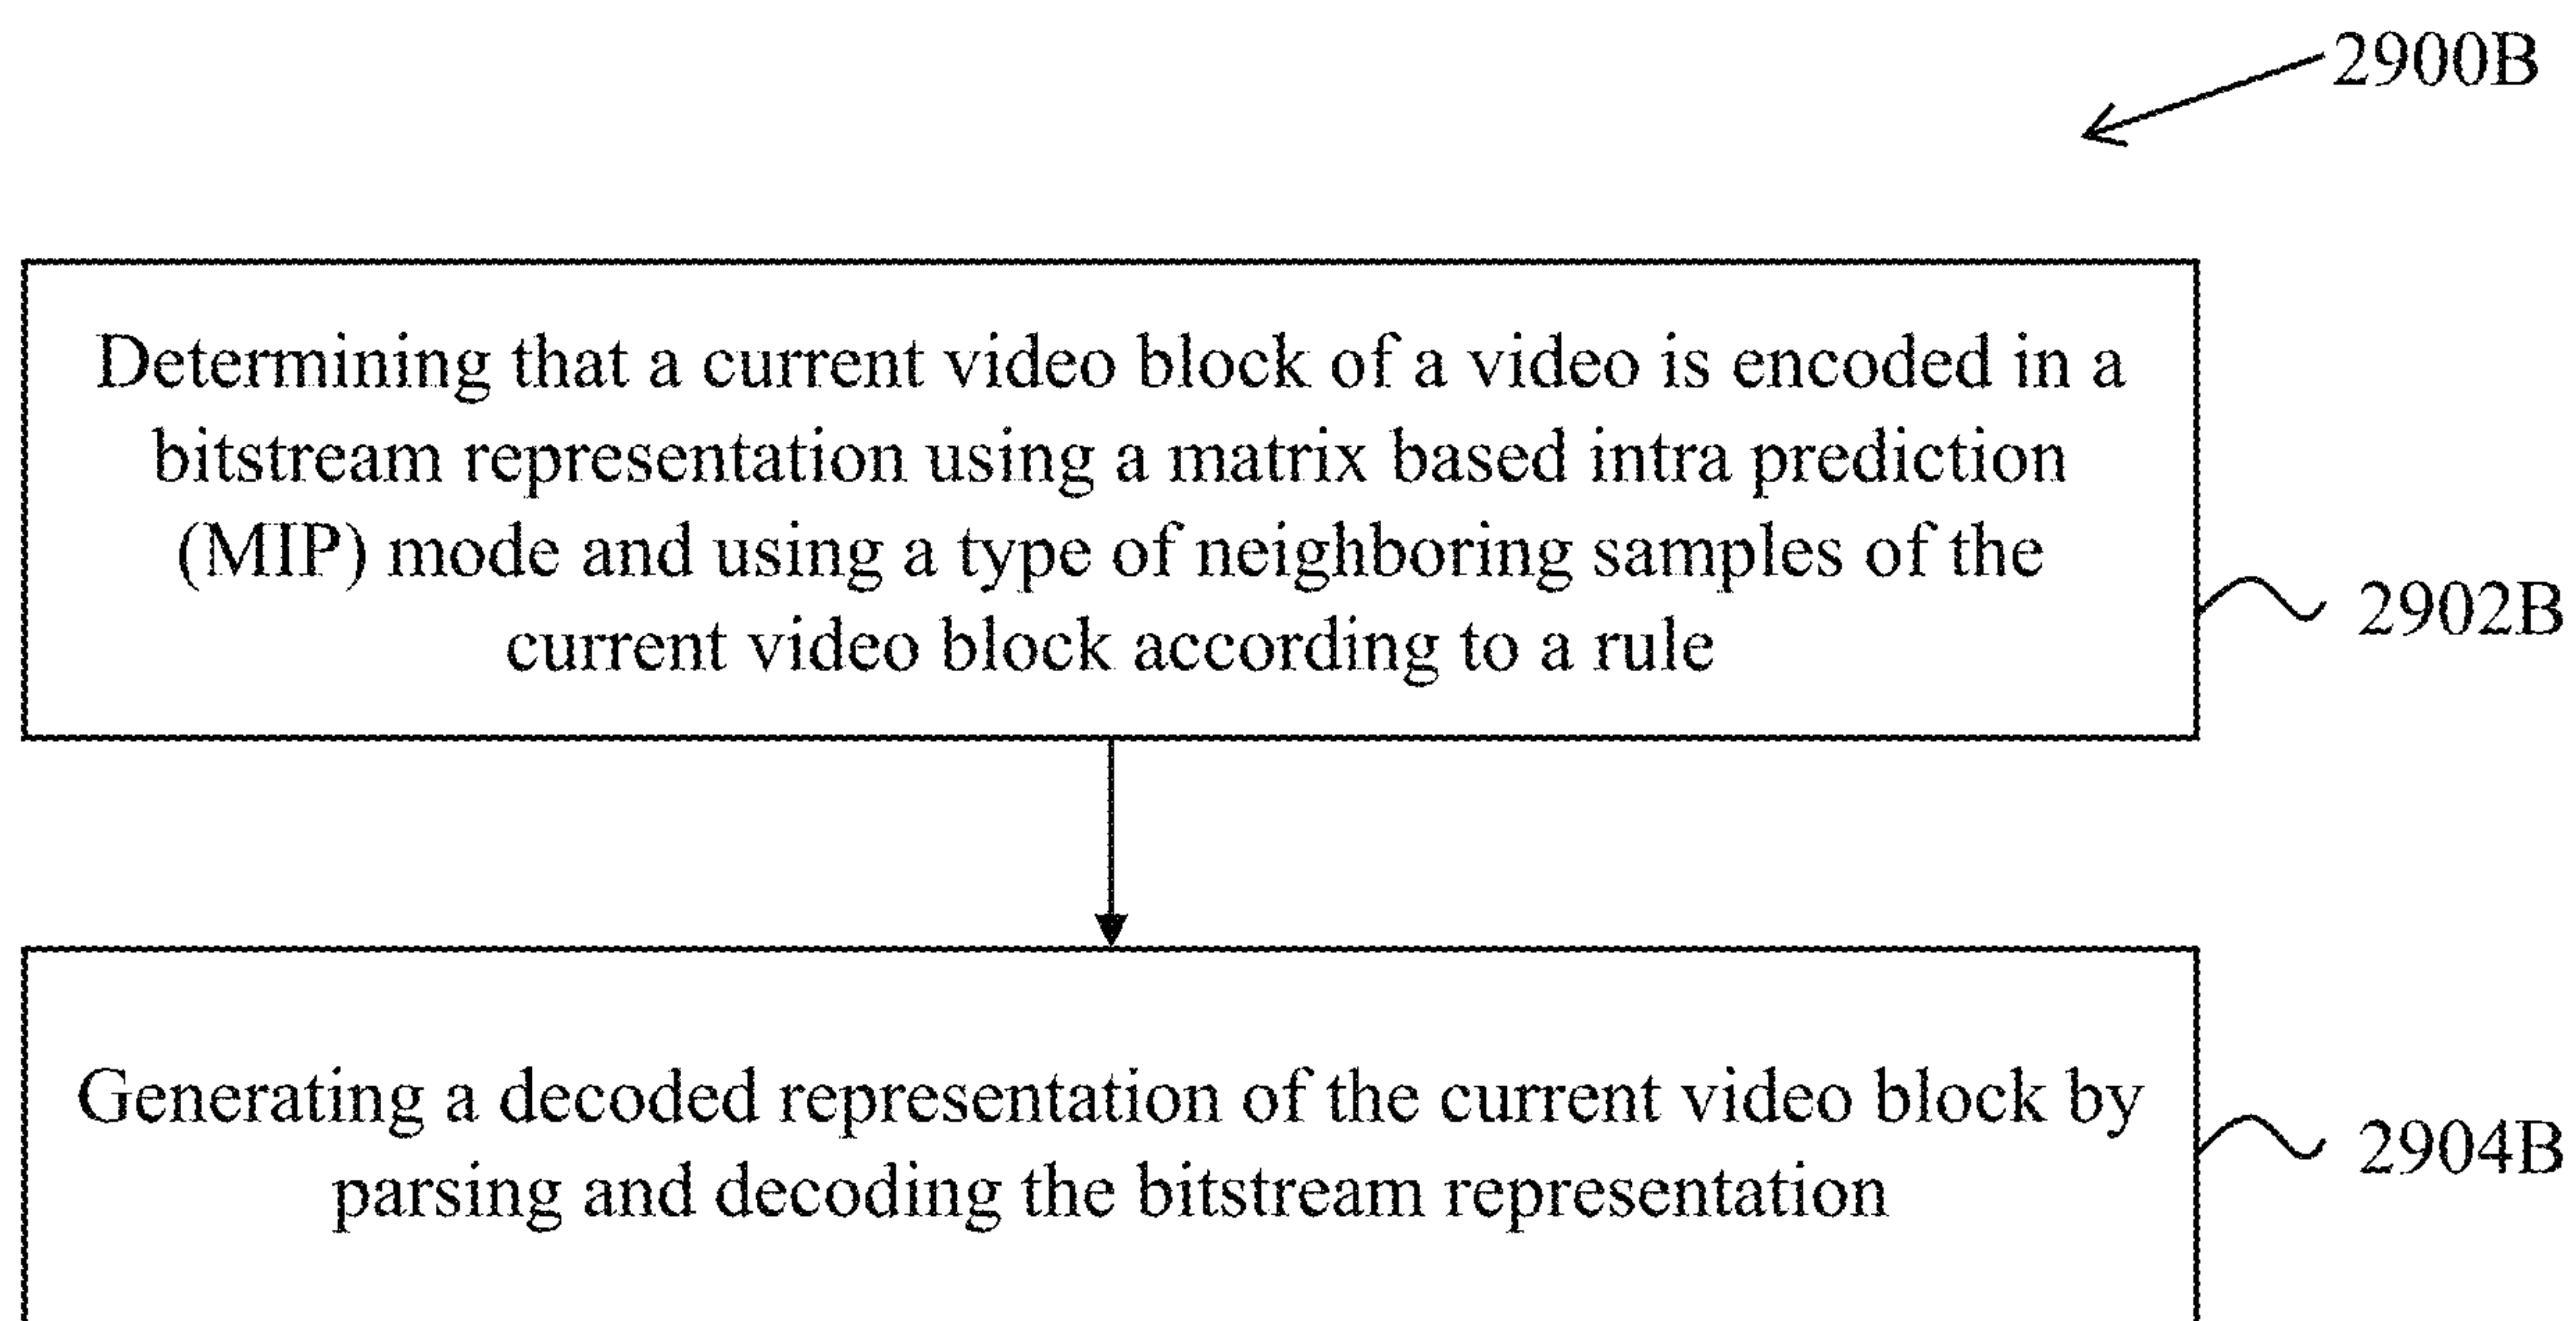 2900B
Determining that a current video block of a video is encoded in a
bitstream representation using a matrix based intra prediction
(MIP) mode and using a type of neighboring samples of the
current video block according to a rule
2902B
Generating a decoded representation of the current video block by
parsing and decoding the bitstream representation
2904B